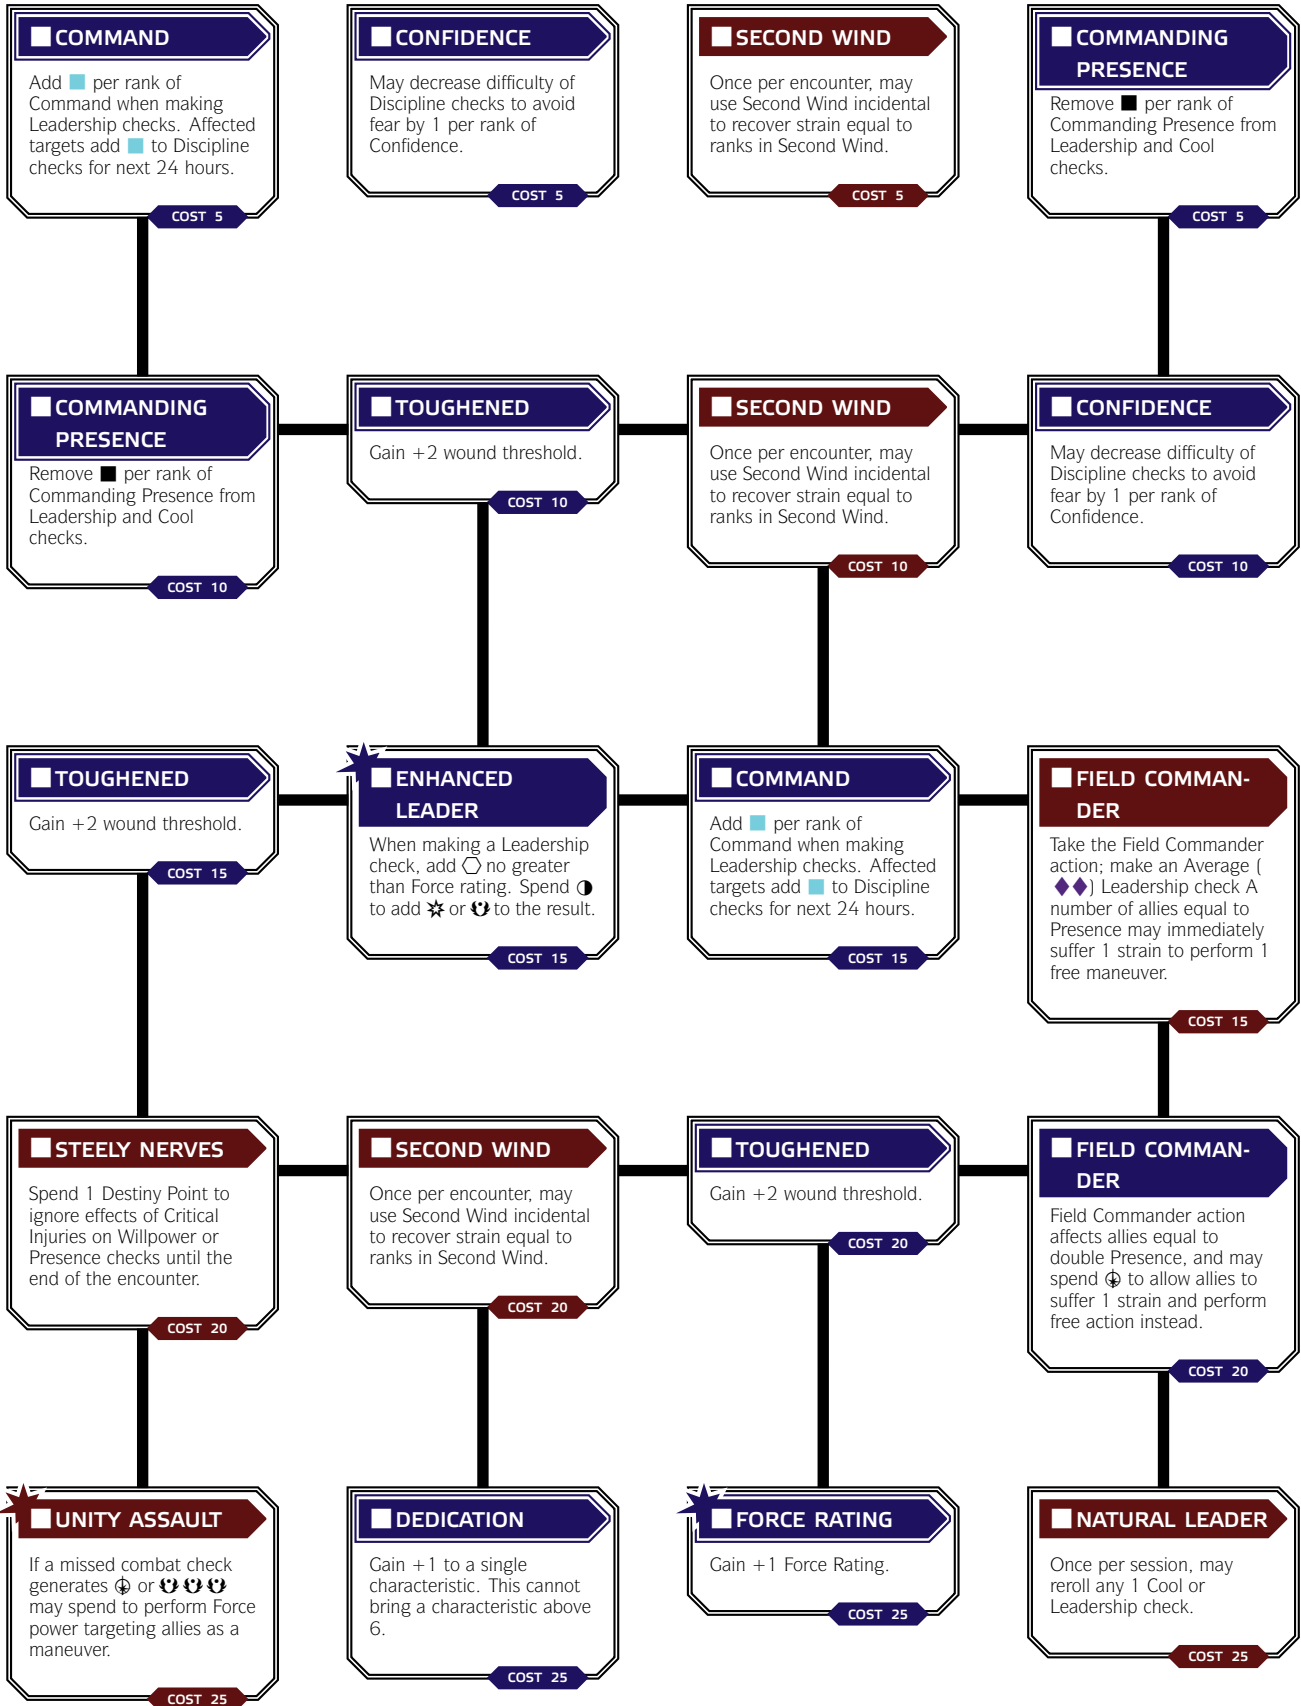 COMMAND
Add per rank of
Command when making
Leadership checks. Affected
targets add to Discipline
checks for next 24 hours.
COST 5
CONFIDENCE
May decrease difficulty of
Discipline checks to avoid
fear by 1 per rank of
Confidence.
COST 5
SECOND WIND
Once per encounter, may
use Second Wind incidental
to recover strain equal to
ranks in Second Wind.
COST 5
COMMANDING
PRESENCE
Remove per rank of
Commanding Presence from
Leadership and Cool
checks.
COST 5
COMMANDING
PRESENCE
Remove per rank of
Commanding Presence from
Leadership and Cool
checks.
COST 10
TOUGHENED
Gain +2 wound threshold.
COST 10
SECOND WIND
Once per encounter, may
use Second Wind incidental
to recover strain equal to
ranks in Second Wind.
COST 10
CONFIDENCE
May decrease difficulty of
Discipline checks to avoid
fear by 1 per rank of
Confidence.
COST 10
TOUGHENED
Gain +2 wound threshold.
COST 15
ENHANCED
LEADER
When making a Leadership
check, add no greater
than Force rating. Spend
to add or to the result.
COST 15
COMMAND
Add per rank of
Command when making
Leadership checks. Affected
targets add to Discipline
checks for next 24 hours.
COST 15
FIELD COMMAN-
DER
Take the Field Commander
action; make an Average (
) Leadership check A
number of allies equal to
Presence may immediately
suffer 1 strain to perform 1
free maneuver.
COST 15
STEELY NERVES
Spend 1 Destiny Point to
ignore effects of Critical
Injuries on Willpower or
Presence checks until the
end of the encounter.
COST 20
SECOND WIND
Once per encounter, may
use Second Wind incidental
to recover strain equal to
ranks in Second Wind.
COST 20
TOUGHENED
Gain +2 wound threshold.
COST 20
FIELD COMMAN-
DER
Field Commander action
affects allies equal to
double Presence, and may
spend to allow allies to
suffer 1 strain and perform
free action instead.
COST 20
UNITY ASSAULT
If a missed combat check
generates or
may spend to perform Force
power targeting allies as a
maneuver.
COST 25
DEDICATION
Gain +1 to a single
characteristic. This cannot
bring a characteristic above
6.
COST 25
FORCE RATING
Gain +1 Force Rating.
COST 25
NATURAL LEADER
Once per session, may
reroll any 1 Cool or
Leadership check.
COST 25